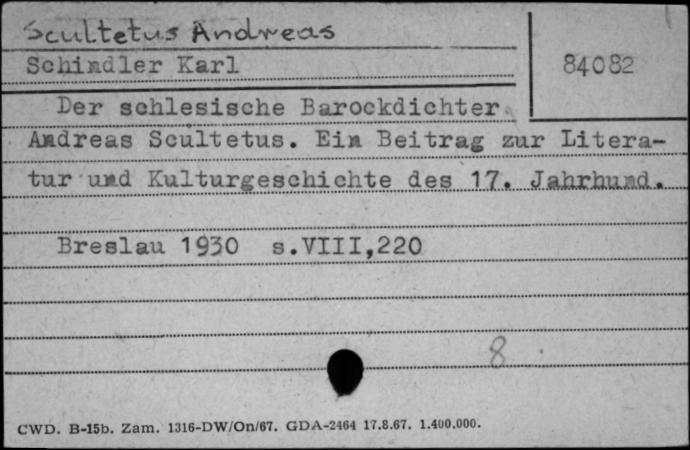 Scultetus Andreas
Schindler Karl
84082
Der schlesische Barockdichter
Andreas Scultetus. Ein Beitrag zur Litera-
tur und Kulturgeschichte des 17. Jahrhund.
Breslau 1930 s.VIII,220
8
CWD. B-15b. Zam. 1316-DW/On/67. GDA-2464 17.8.67. 1.400.000.